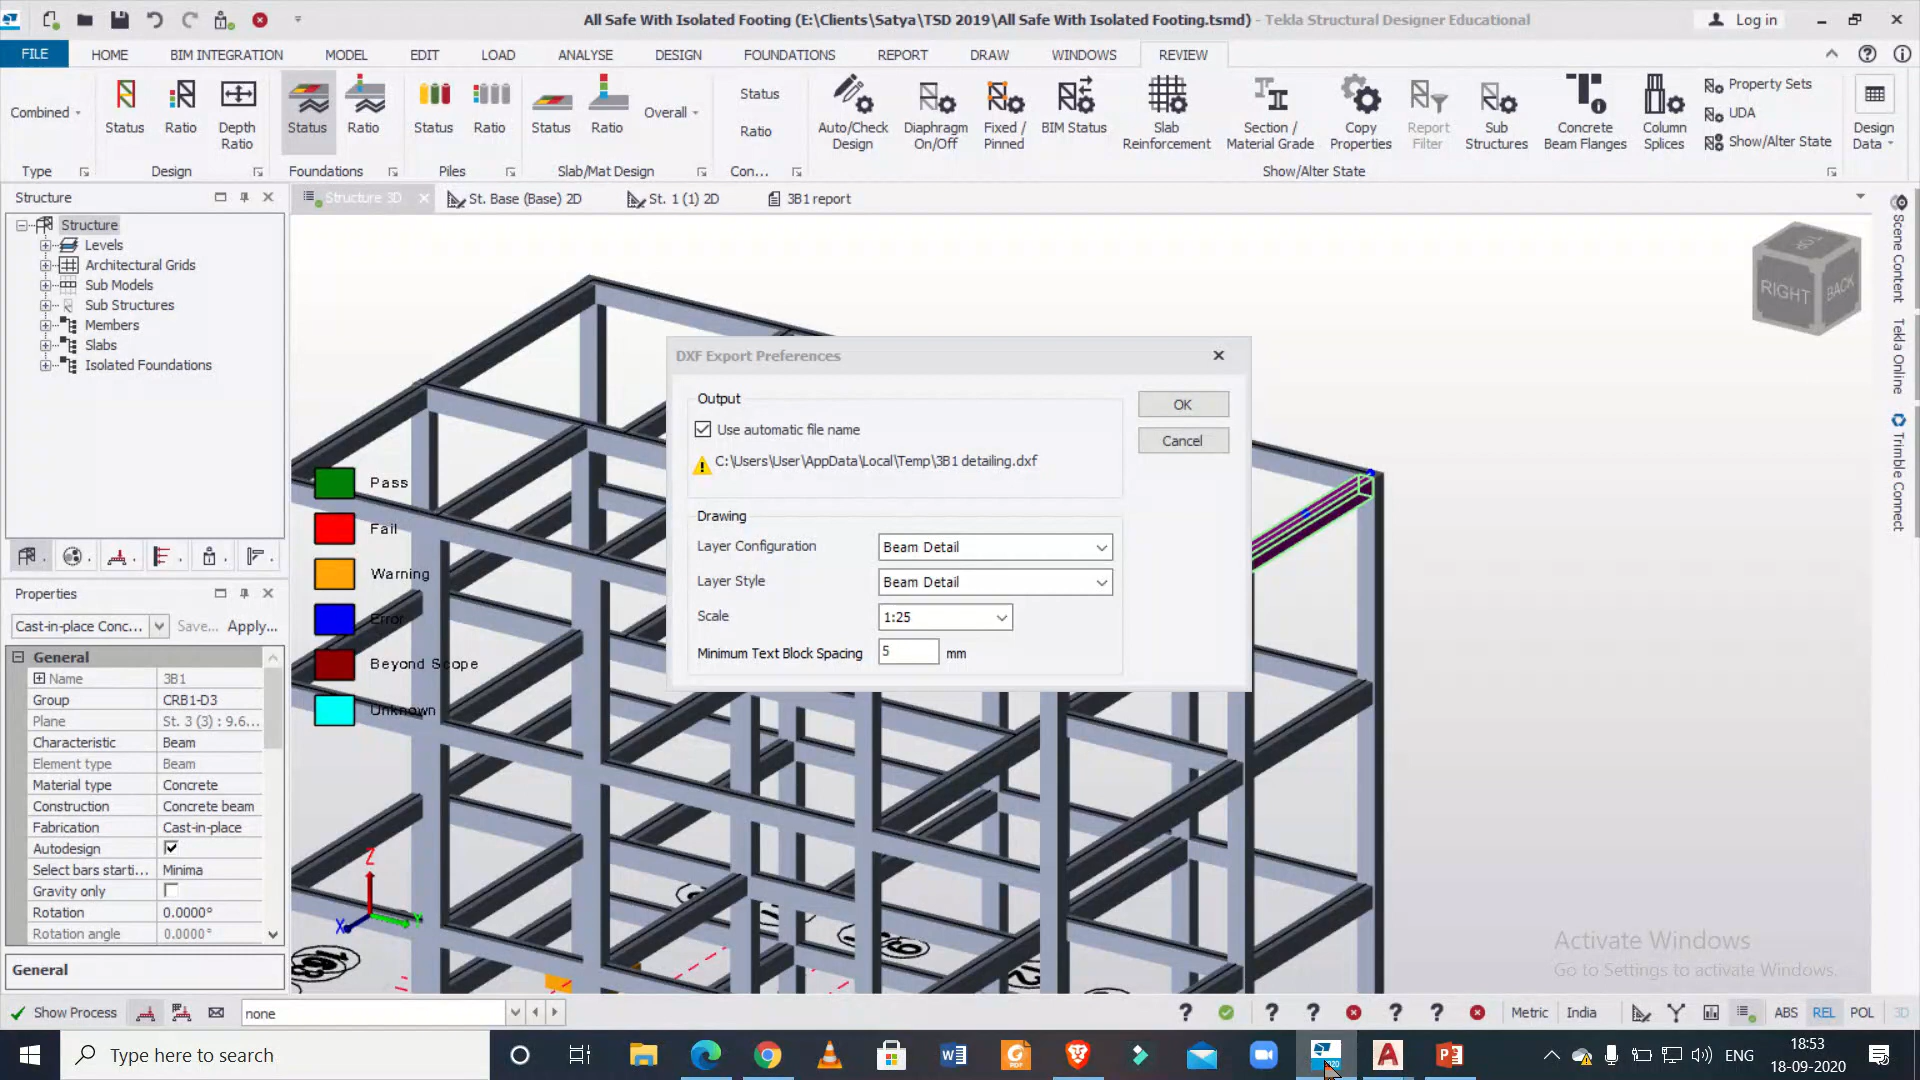 All Safe With Isolated Footing (E:\Clients\Satya\TSD 2019\All Safe With Isolated Footing.tsmd) - Tekla Structural Designer Educational
Log in
FILE HOME BIM INTEGRATION MODEL EDIT LOAD ANALYSE DESIGN FOUNDATIONS REPORT DRAW WINDOWS REVIEW
Combined
Status
Ratio
Depth Ratio
Status
Ratio
Status
Ratio
Status
Ratio
Overall
Status
Ratio
Auto/Check Design
Diaphragm On/Off
Fixed / Pinned
BIM Status
Slab Reinforcement
Section / Material Grade
Copy Properties
Report Filter
Sub Structures
Concrete Beam Flanges
Column Splices
Property Sets
UDA
Show/Alter State
Design Data
Type Design Foundations Piles Slab/Mat Design Con... Show/Alter State
Structure
Structure 3D
St. Base (Base) 2D
St. 1 (1) 2D
3B1 report
Structure
Levels
Architectural Grids
Sub Models
Sub Structures
Members
Slabs
Isolated Foundations
TOP
RIGHT
BACK
Scene Content
Tekla Online
Trimble Connect
Pass
Fail
Warning
Error
Beyond Scope
Unknown
DXF Export Preferences
Output
Use automatic file name
C:\Users\User\AppData\Local\Temp\3B1 detailing.dxf
OK
Cancel
Drawing
Layer Configuration Beam Detail
Layer Style Beam Detail
Scale 1:25
Minimum Text Block Spacing 5 mm
Properties
Cast-in-place Conc... Save... Apply...
General
Name 3B1
Group CRB1-D3
Plane St. 3 (3) : 9.6...
Characteristic Beam
Element type Beam
Material type Concrete
Construction Concrete beam
Fabrication Cast-in-place
Autodesign
Select bars starti... Minima
Gravity only
Rotation 0.0000°
Rotation angle 0.0000°
General
Z
X
Y
Activate Windows
Go to Settings to activate Windows.
Show Process
none
Metric India ABS REL POL 3D
Type here to search
ENG
18:53
18-09-2020